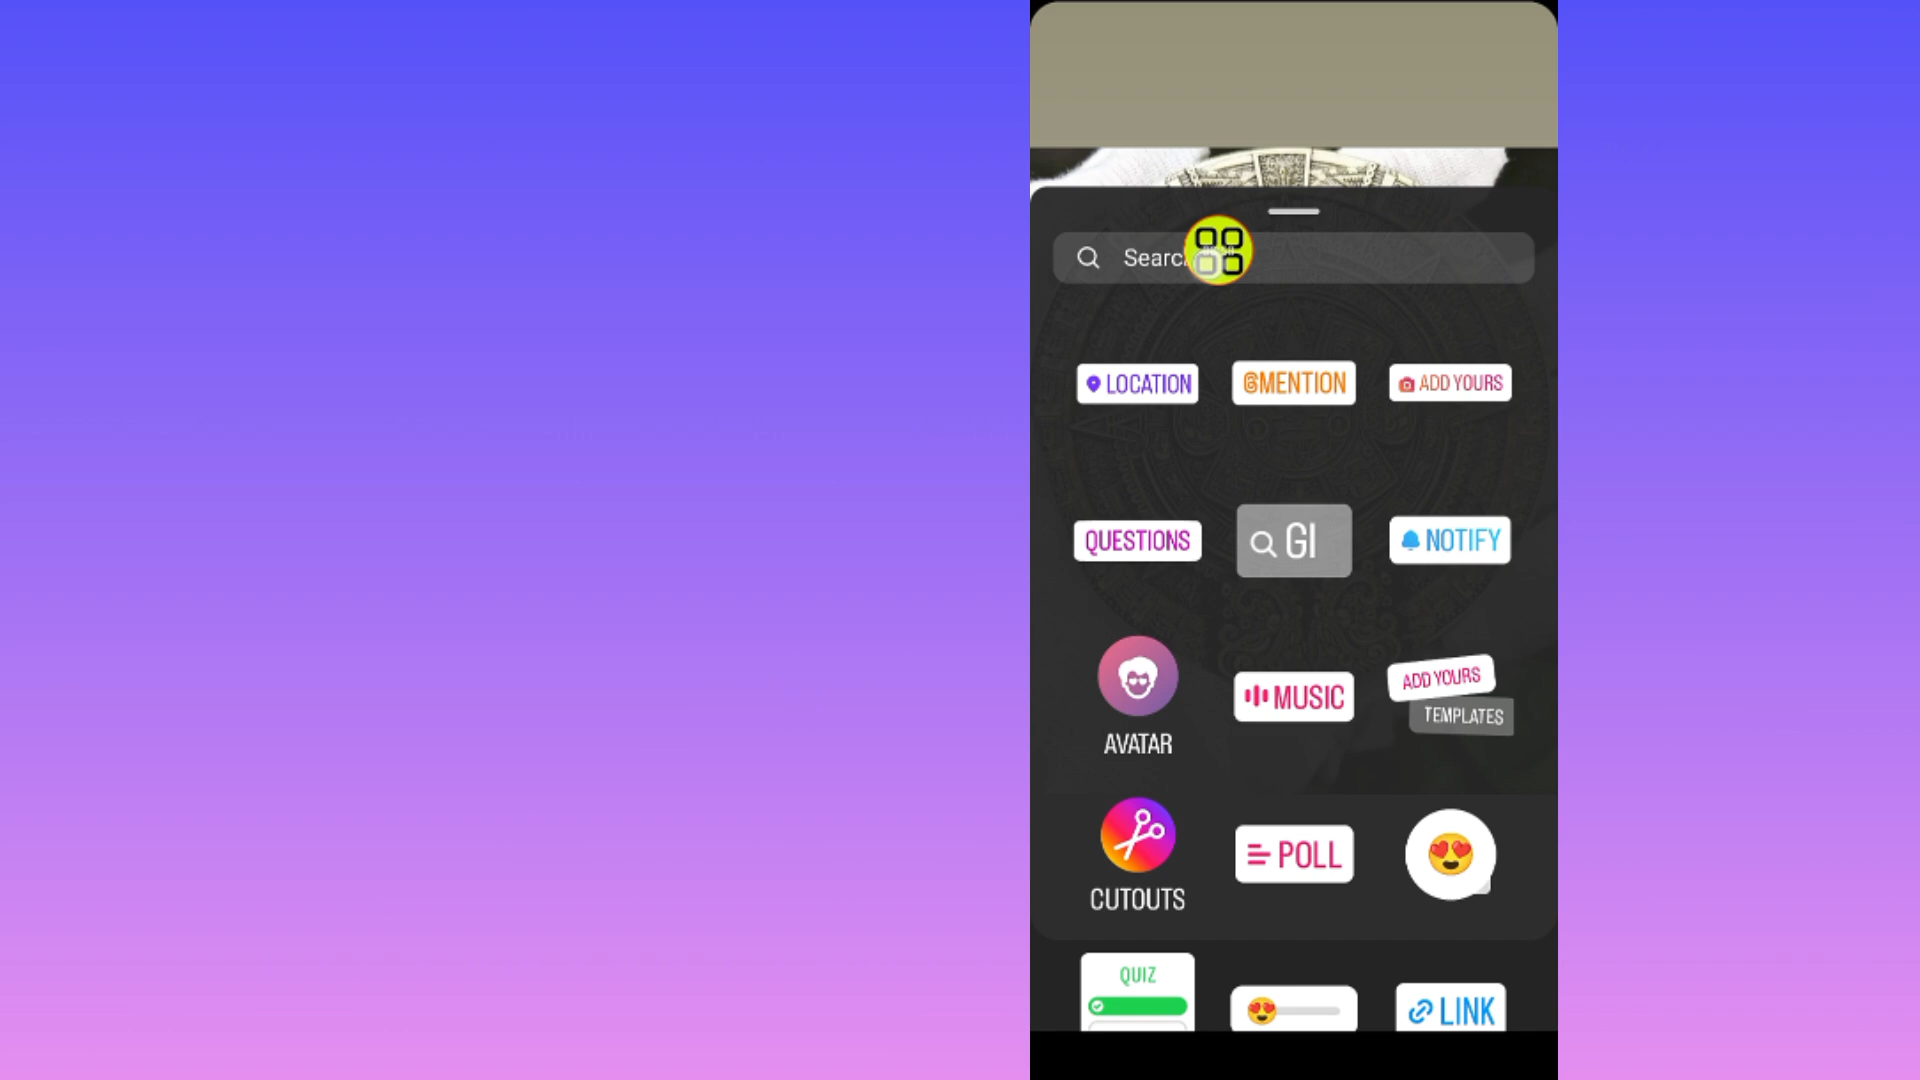 Searc
LOCATION
@MENTION
ADD YOURS
QUESTIONS
GI
NOTIFY
AVATAR
MUSIC
ADD YOURS
TEMPLATES
CUTOUTS
POLL
QUIZ
LINK